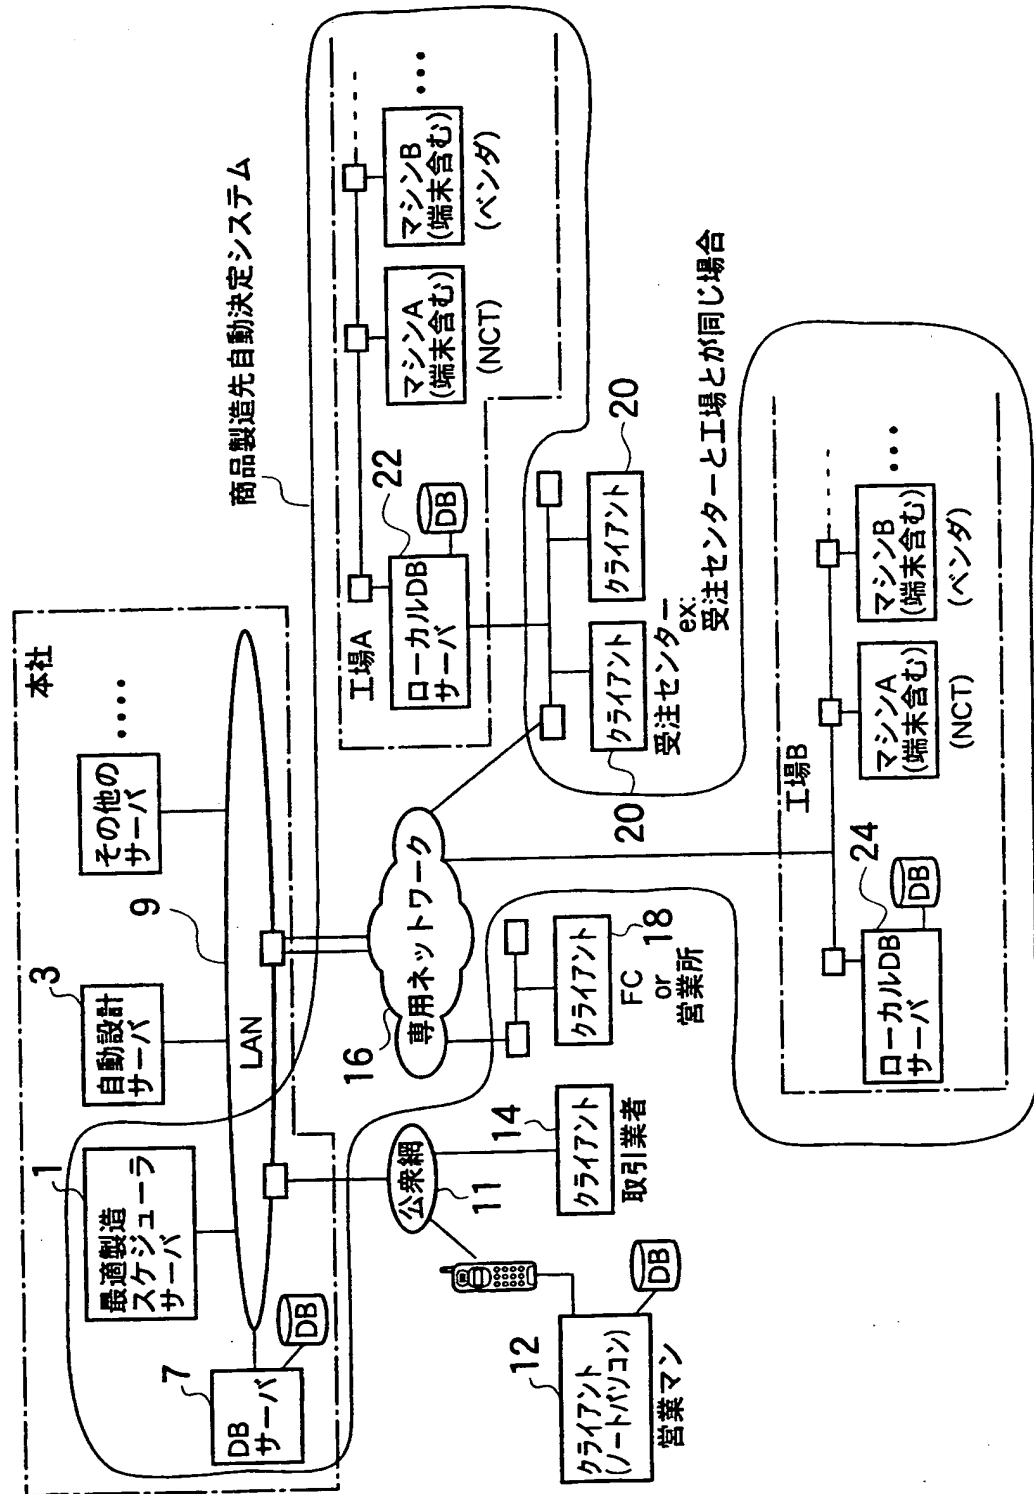 本社
その他の
サーバ
3
自動設計
サーバ
1
最適製造
スケジューラ
サーバ
7
DB
サーバ
DB
LAN
9
商品製造先自動決定システム
16
専用ネットワーク
11
公衆網
12
クライアント
(ノートパソコン)
DB
営業マン
14
クライアント
取引業者
18
クライアント
FC
or
営業所
工場A
22
ローカルDB
サーバ
DB
マシンA
(端末含む)
(NCT)
マシンB
(端末含む)
(ベンダ)
20
クライアント
20
クライアント
受注センター
ex:
受注センターと工場とが同じ場合
工場B
24
ローカルDB
サーバ
DB
マシンA
(端末含む)
(NCT)
マシンB
(端末含む)
(ベンダ)